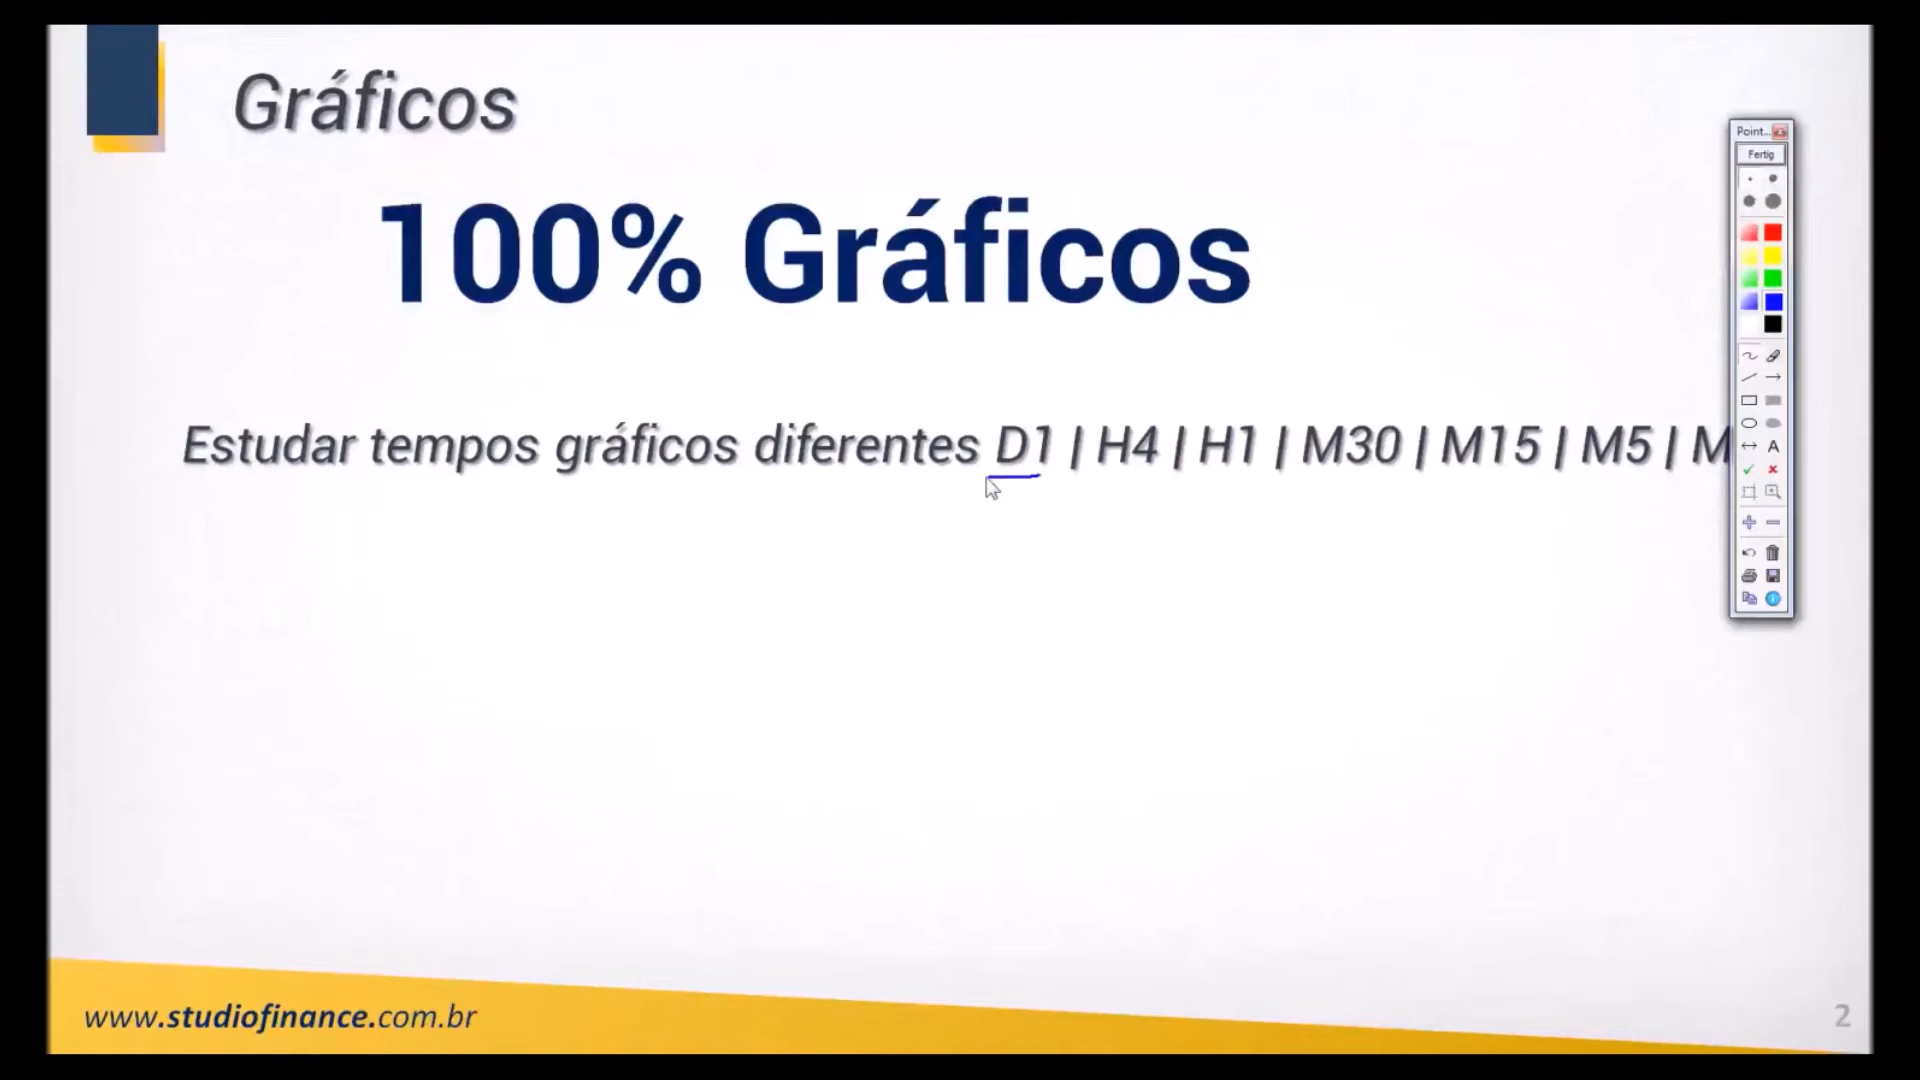 Gráficos
100% Gráficos
Estudar tempos gráficos diferentes D1 | H4 | H1 | M30 | M15 | M5 | M
Point...
Fertig
A
www.studiofinance.com.br
2